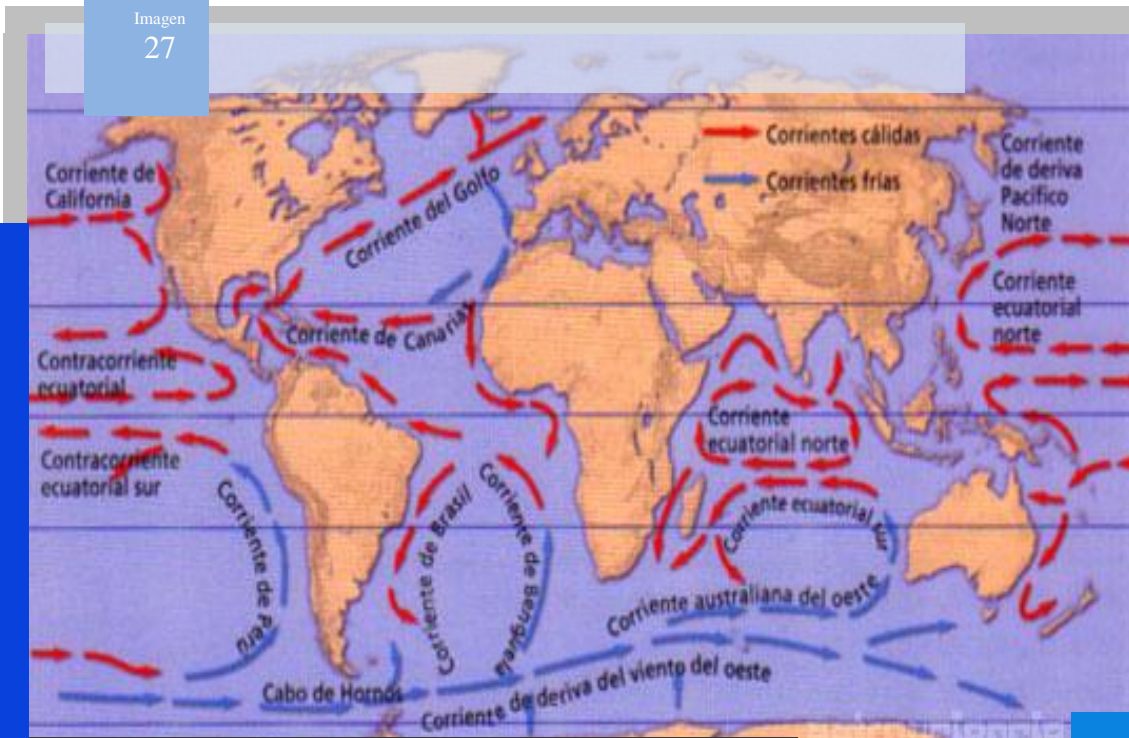 Imagen
27
Corriente de
California
Corriente del Golfo
Corrientes cálidas
Corrientes frías
Corriente
de deriva
Pacífico
Norte
Corriente
ecuatorial
norte
Corriente de Canarias
Contracorriente
ecuatorial
Contracorriente
ecuatorial sur
Corriente
ecuatorial norte
Corriente de Perú
Corriente de Brasil
Corriente de Benguela
Corriente ecuatorial sur
Corriente australiana del oeste
Cabo de Hornos
Corriente de deriva del viento del oeste